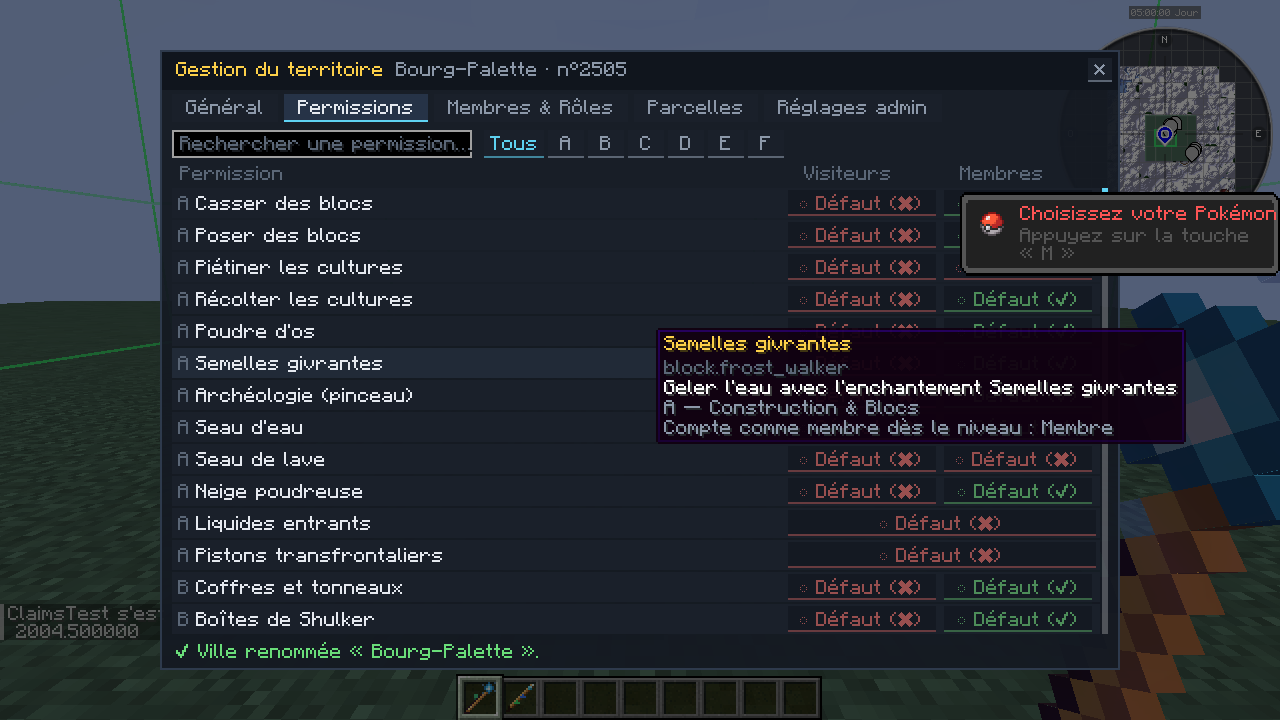 05:00:00 Jour
N
Gestion du territoire Bourg-Palette · n°2505
×
Général Permissions Membres & Rôles Parcelles Réglages admin
E
Rechercher une permission...
Tous A B C D E F
Permission Visiteurs Membres
A Casser des blocs Défaut (✖)
Choisissez votre Pokémon
Appuyez sur la touche
« M »
A Poser des blocs Défaut (✖)
A Piétiner les cultures Défaut (✖)
A Récolter les cultures Défaut (✖) Défaut (✓)
A Poudre d'os Défaut (✖) Défaut (✓)
A Semelles givrantes
Semelles givrantes
block.frost_walker
Geler l'eau avec l'enchantement Semelles givrantes
A — Construction & Blocs
Compte comme membre dès le niveau : Membre
A Archéologie (pinceau)
A Seau d'eau
A Seau de lave Défaut (✖) Défaut (✖)
A Neige poudreuse Défaut (✖) Défaut (✓)
A Liquides entrants Défaut (✖)
A Pistons transfrontaliers Défaut (✖)
B Coffres et tonneaux Défaut (✖) Défaut (✓)
B Boîtes de Shulker Défaut (✖) Défaut (✓)
ClaimsTest s'es
2004.500000
✓ Ville renommée « Bourg-Palette ».